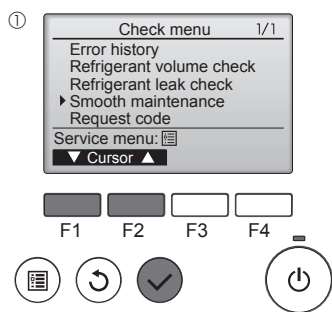 ①
Check menu 1/1
Error history
Refrigerant volume check
Refrigerant leak check
Smooth maintenance
Request code
Service menu:
▼ Cursor ▲
F1 F2 F3 F4